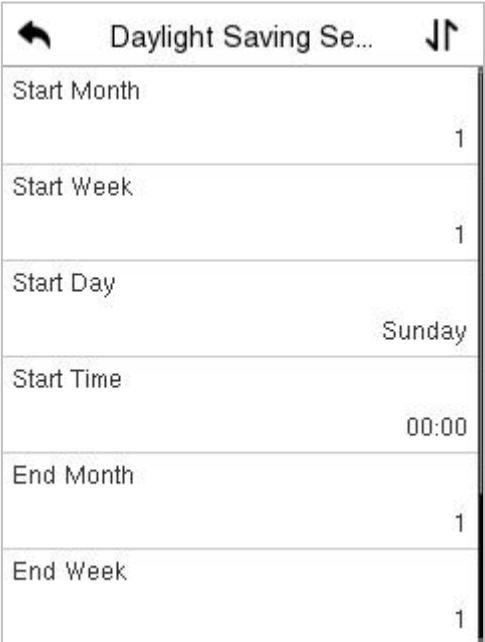 Daylight Saving Se...
Start Month
1
Start Week
1
Start Day
Sunday
Start Time
00:00
End Month
1
End Week
1